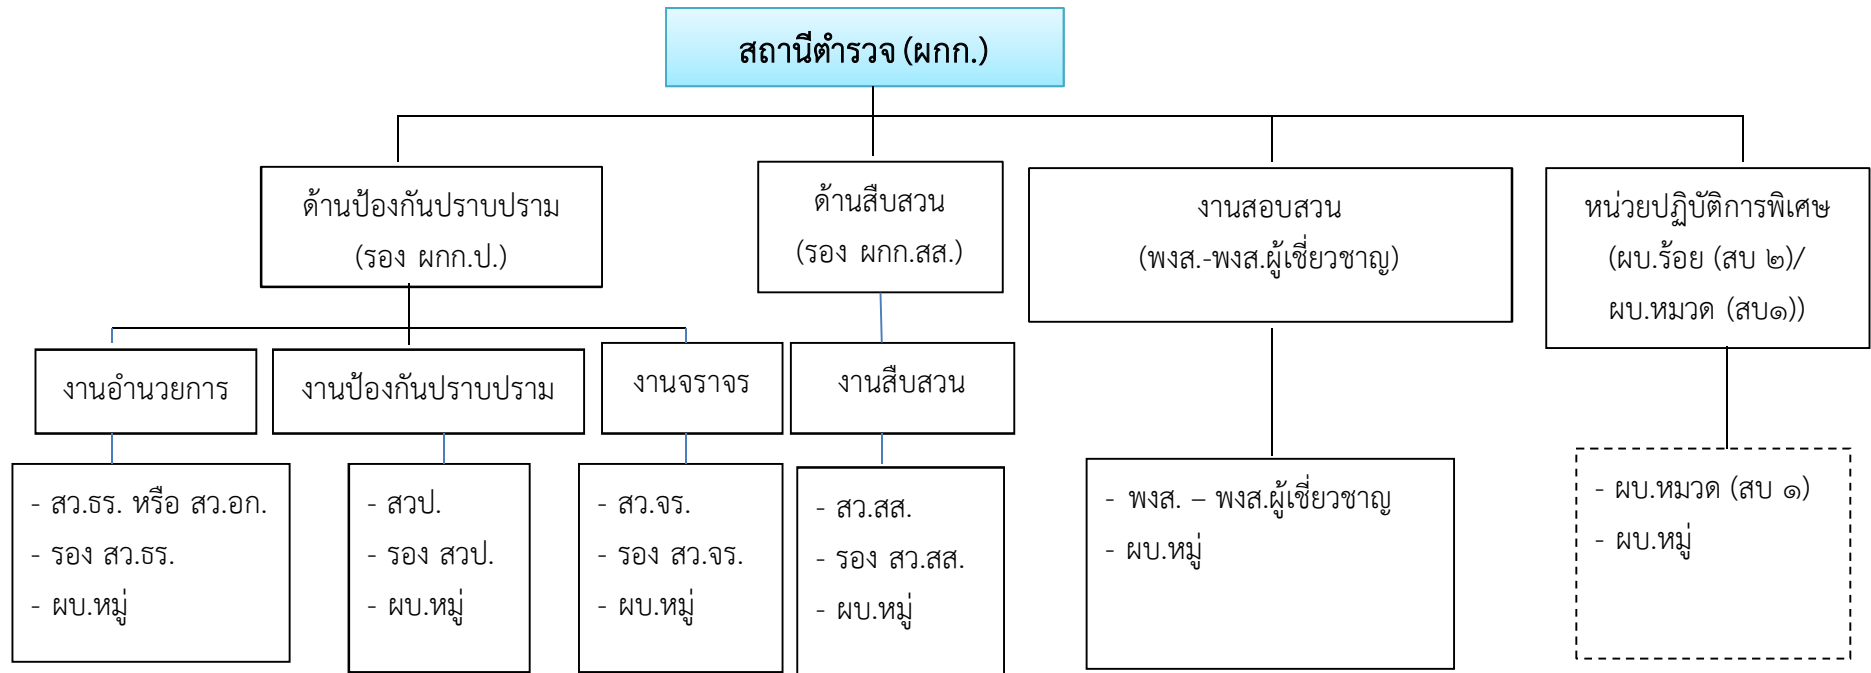 สถานีตำรวจ (ผกก.)
ด้านป้องกันปราบปราม
(รอง ผกก.ป.)
ด้านสืบสวน
(รอง ผกก.สส.)
งานสอบสวน
(พงส.-พงส.ผู้เชี่ยวชาญ)
หน่วยปฏิบัติการพิเศษ
(ผบ.ร้อย (สบ ๒)/
ผบ.หมวด (สบ๑))
งานอำนวยการ
งานป้องกันปราบปราม
งานจราจร
งานสืบสวน
- สว.ธร. หรือ สว.อก.
- รอง สว.ธร.
- ผบ.หมู่
- สวป.
- รอง สวป.
- ผบ.หมู่
- สว.จร.
- รอง สว.จร.
- ผบ.หมู่
- สว.สส.
- รอง สว.สส.
- ผบ.หมู่
- พงส. – พงส.ผู้เชี่ยวชาญ
- ผบ.หมู่
- ผบ.หมวด (สบ ๑)
- ผบ.หมู่